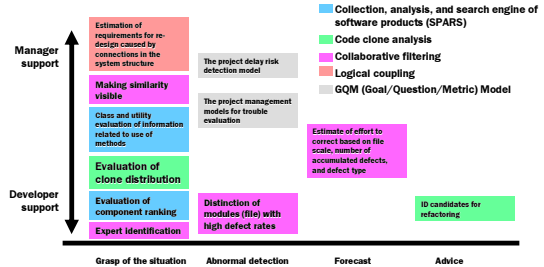 Collection, analysis, and search engine of
software products (SPARS)
Code clone analysis
Collaborative filtering
Logical coupling
GQM (Goal/Question/Metric) Model
Manager
support
Developer
support
Estimation of
requirements for re-
design caused by
connections in the
system structure
Making similarity
visible
Class and utility
evaluation of information
related to use of
methods
Evaluation of
clone distribution
Evaluation of
component ranking
Expert identification
The project delay risk
detection model
The project management
models for trouble
evaluation
Distinction of
modules (file) with
high defect rates
Estimate of effort to
correct based on file
scale, number of
accumulated defects,
and defect type
ID candidates for
refactoring
Grasp of the situation
Abnormal detection
Forecast
Advice